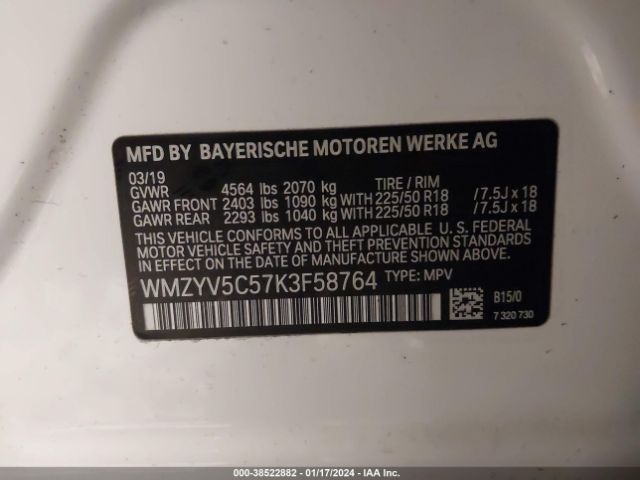 MFD BY BAYERISCHE MOTOREN WERKE AG
03/19 TIRE / RIM
GVWR 4564 lbs 2070 kg
GAWR FRONT 2403 lbs 1090 kg WITH 225/50 R18 /7.5J x 18
GAWR REAR 2293 lbs 1040 kg WITH 225/50 R18 /7.5J x 18
THIS VEHICLE CONFORMS TO ALL APPLICABLE U. S. FEDERAL
MOTOR VEHICLE SAFETY AND THEFT PREVENTION STANDARDS
IN EFFECT ON THE DATE OF MANUFACTURE SHOWN ABOVE.
WMZYV5C57K3F58764 TYPE: MPV
B15/0
7 320 730
000-38522882 - 01/17/2024 - IAA Inc.